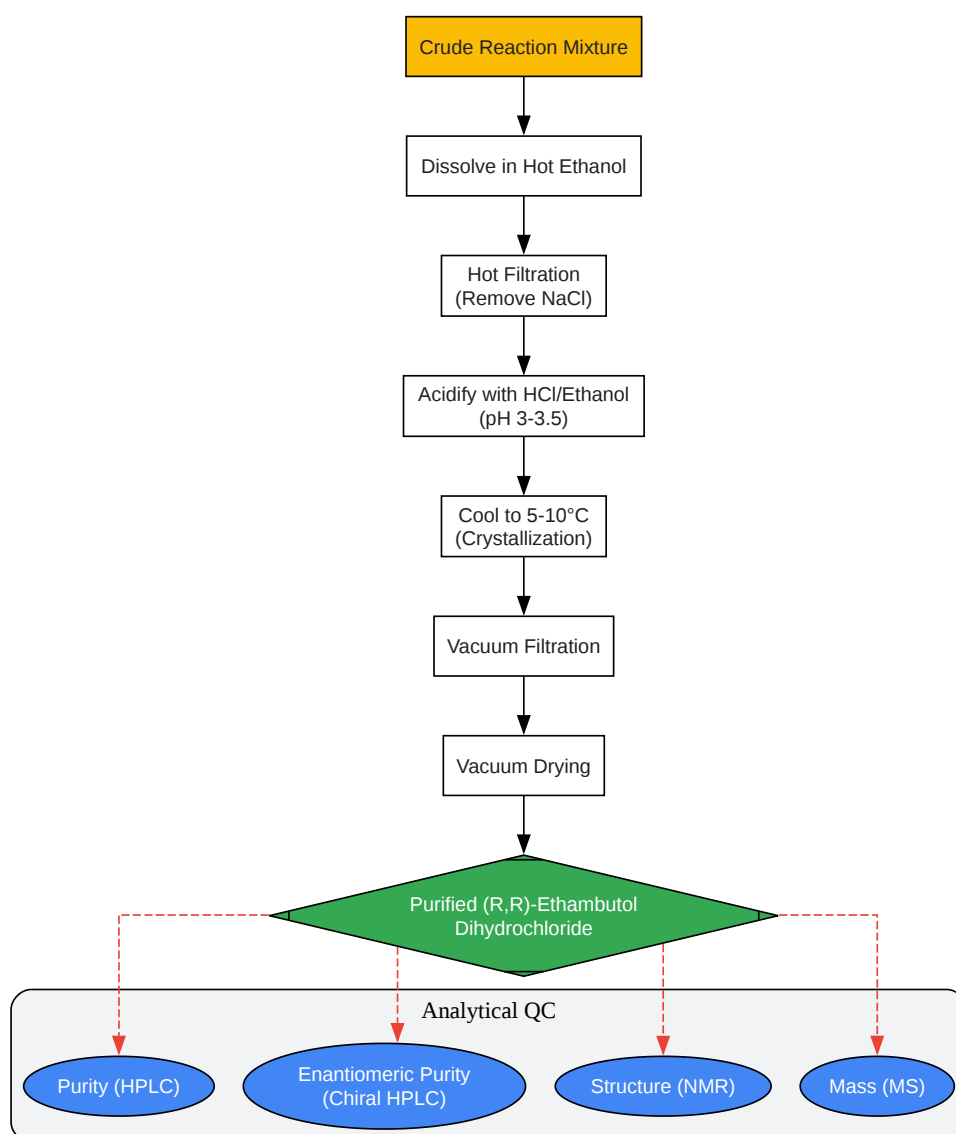 Crude Reaction Mixture
Dissolve in Hot Ethanol
Hot Filtration
(Remove NaCl)
Acidify with HCl/Ethanol
(pH 3-3.5)
Cool to 5-10°C
(Crystallization)
Vacuum Filtration
Vacuum Drying
Purified (R,R)-Ethambutol
Dihydrochloride
Analytical QC
Purity (HPLC)
Enantiomeric Purity
(Chiral HPLC)
Structure (NMR)
Mass (MS)